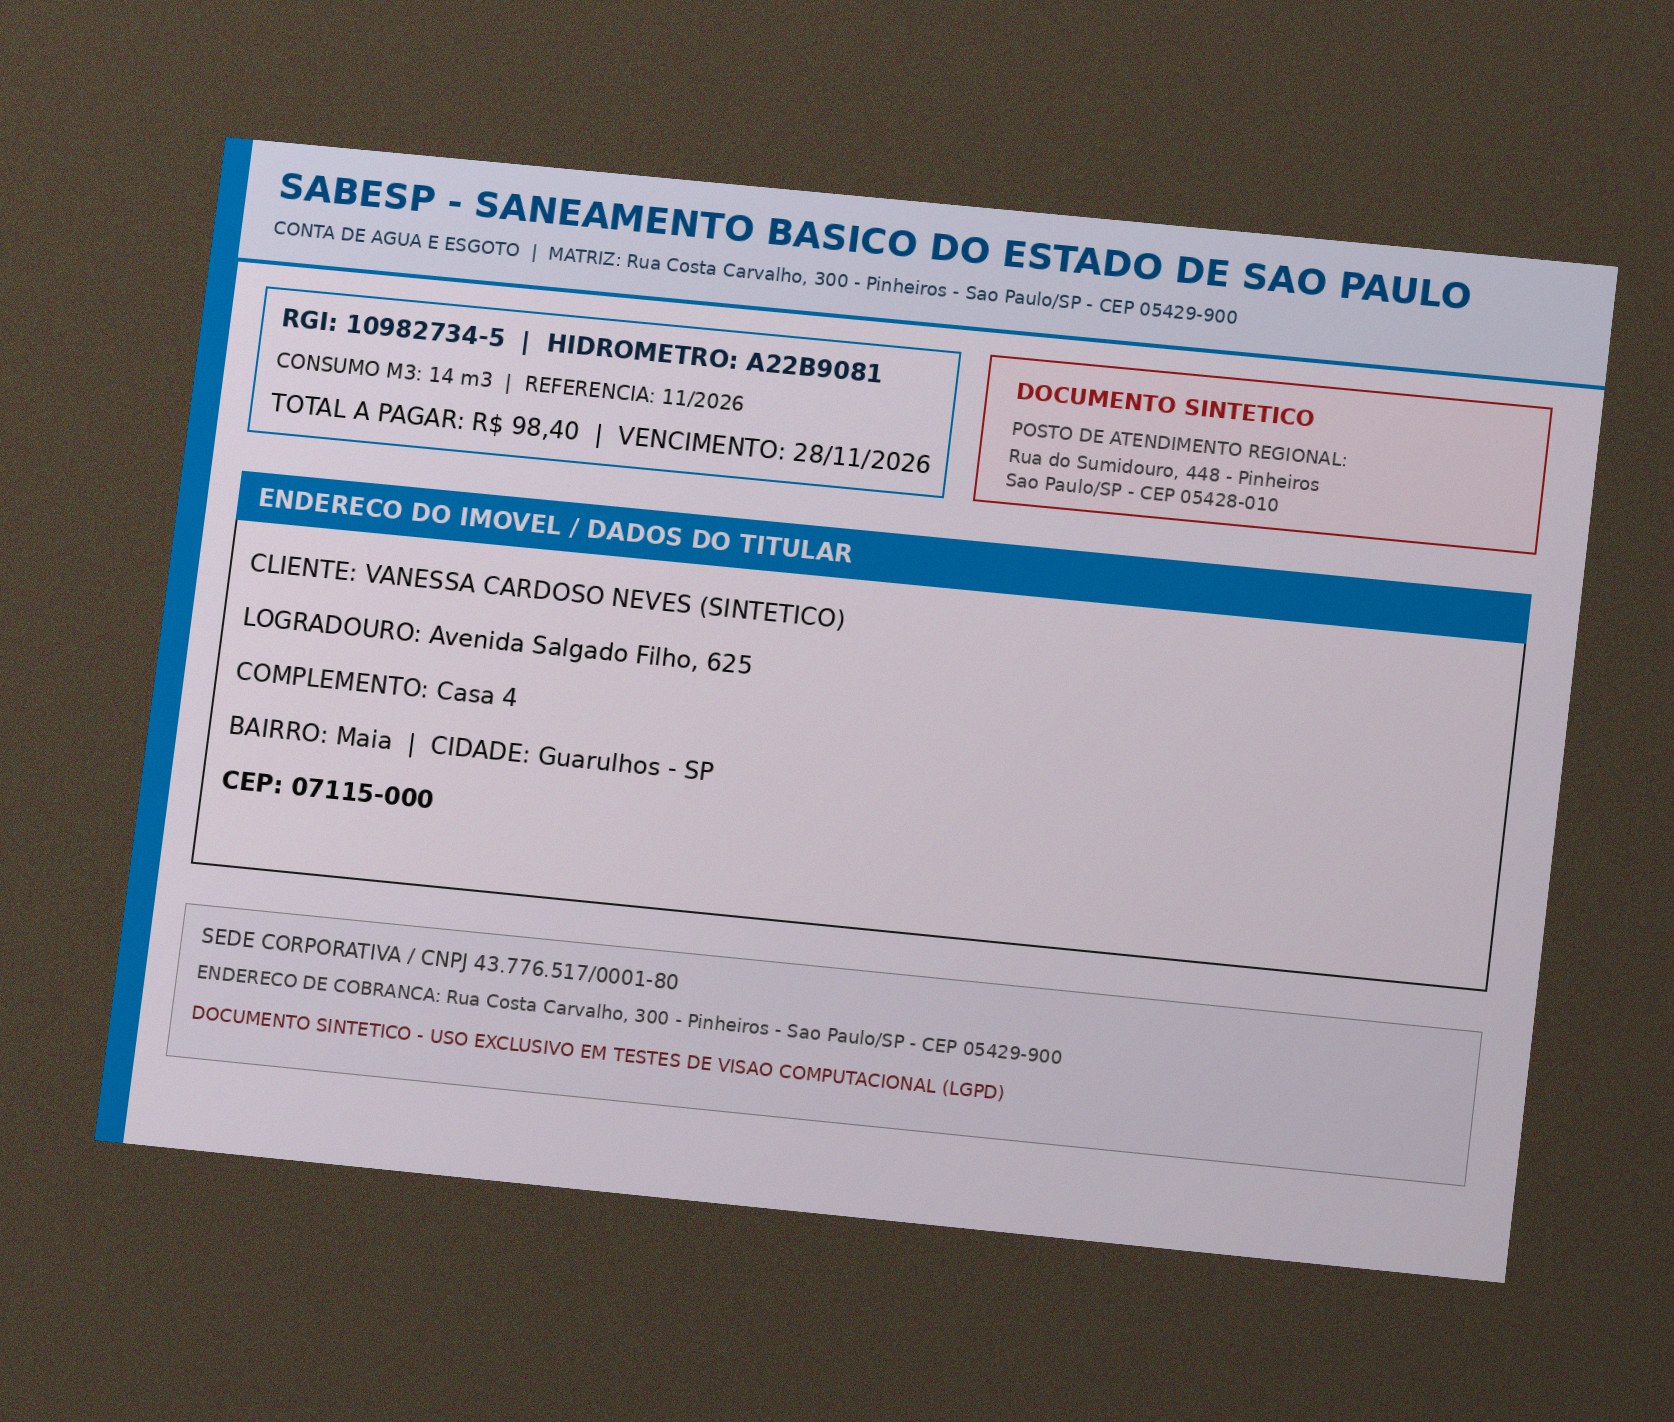 SABESP - SANEAMENTO BASICO DO ESTADO DE SAO PAULO
CONTA DE AGUA E ESGOTO | MATRIZ: Rua Costa Carvalho, 300 - Pinheiros - Sao Paulo/SP - CEP 05429-900
RGI: 10982734-5 | HIDROMETRO: A22B9081
CONSUMO M3: 14 m3 | REFERENCIA: 11/2026
TOTAL A PAGAR: R$ 98,40 | VENCIMENTO: 28/11/2026
DOCUMENTO SINTETICO
POSTO DE ATENDIMENTO REGIONAL:
Rua do Sumidouro, 448 - Pinheiros
Sao Paulo/SP - CEP 05428-010
ENDERECO DO IMOVEL / DADOS DO TITULAR
CLIENTE: VANESSA CARDOSO NEVES (SINTETICO)
LOGRADOURO: Avenida Salgado Filho, 625
COMPLEMENTO: Casa 4
BAIRRO: Maia | CIDADE: Guarulhos - SP
CEP: 07115-000
SEDE CORPORATIVA / CNPJ 43.776.517/0001-80
ENDERECO DE COBRANCA: Rua Costa Carvalho, 300 - Pinheiros - Sao Paulo/SP - CEP 05429-900
DOCUMENTO SINTETICO - USO EXCLUSIVO EM TESTES DE VISAO COMPUTACIONAL (LGPD)